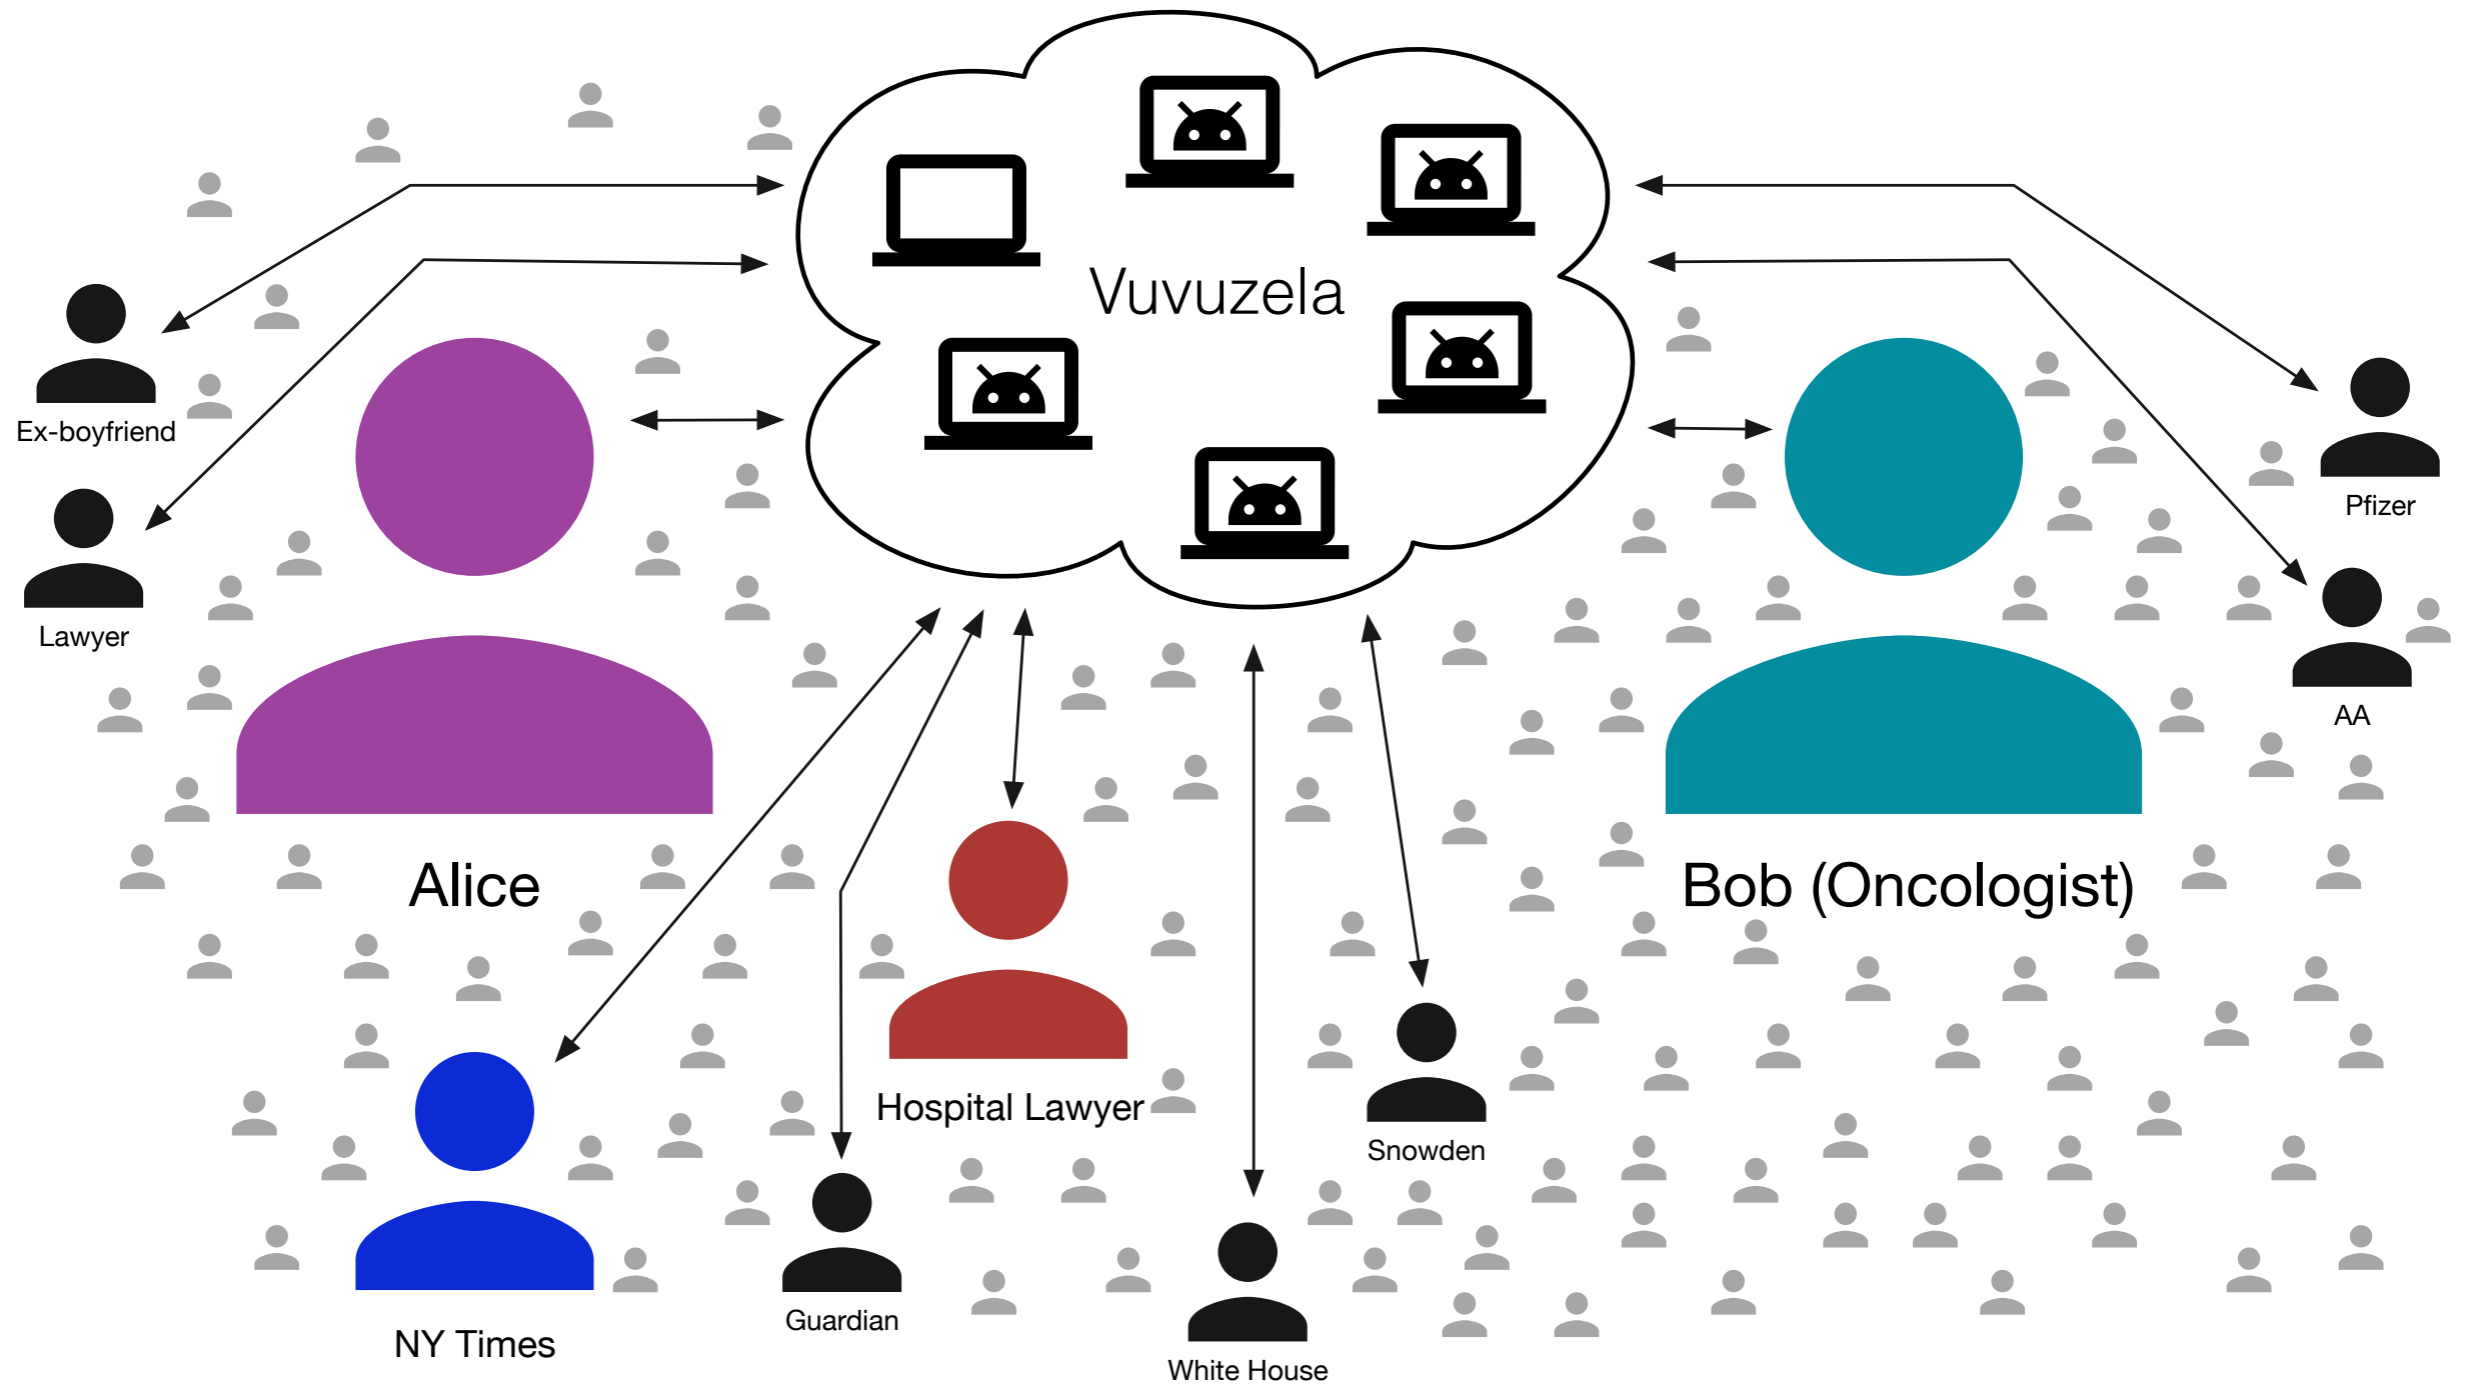 Vuvuzela
Ex-boyfriend
Lawyer
Pfizer
AA
Alice
Bob (Oncologist)
Hospital Lawyer
Snowden
Guardian
NY Times
White House